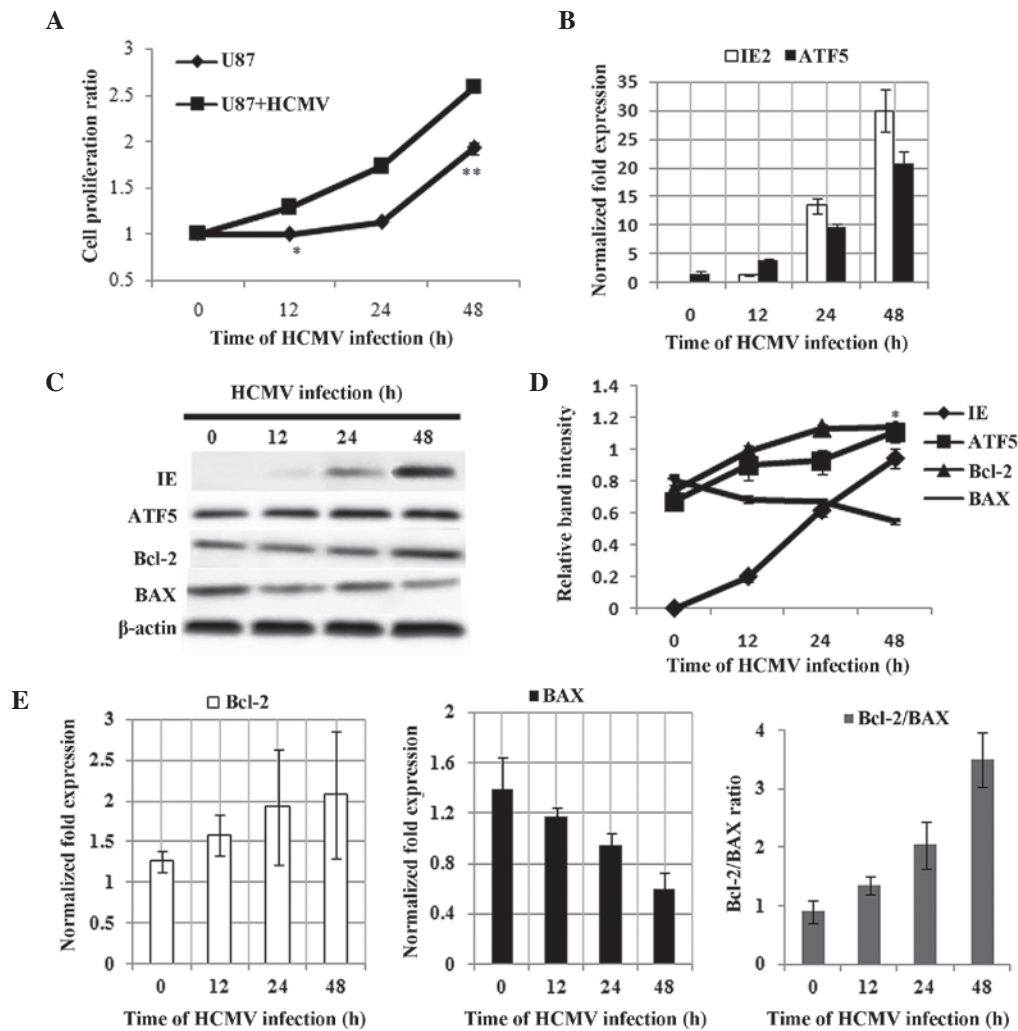 A
3
2.5
2
1.5
1
0.5
Cell proliferation ratio
U87
U87+HCMV
*
**
0 12 24 48
Time of HCMV infection (h)
B
IE2 ATF5
35
30
25
20
15
10
5
0
Normalized fold expression
0 12 24 48
Time of HCMV infection (h)
C
HCMV infection (h)
0 12 24 48
IE
ATF5
Bcl-2
BAX
β-actin
D
1.4
1.2
1
0.8
0.6
0.4
0.2
0
Relative band intensity
*
IE
ATF5
Bcl-2
BAX
0 12 24 48
Time of HCMV infection (h)
E
Bcl-2
3
2.5
2
1.5
1
0.5
0
Normalized fold expression
0 12 24 48
Time of HCMV infection (h)
BAX
2
1.6
1.2
0.8
0.4
0
Normalized fold expression
0 12 24 48
Time of HCMV infection (h)
Bcl-2/BAX
4
3
2
1
0
Bcl-2/BAX ratio
0 12 24 48
Time of HCMV infection (h)